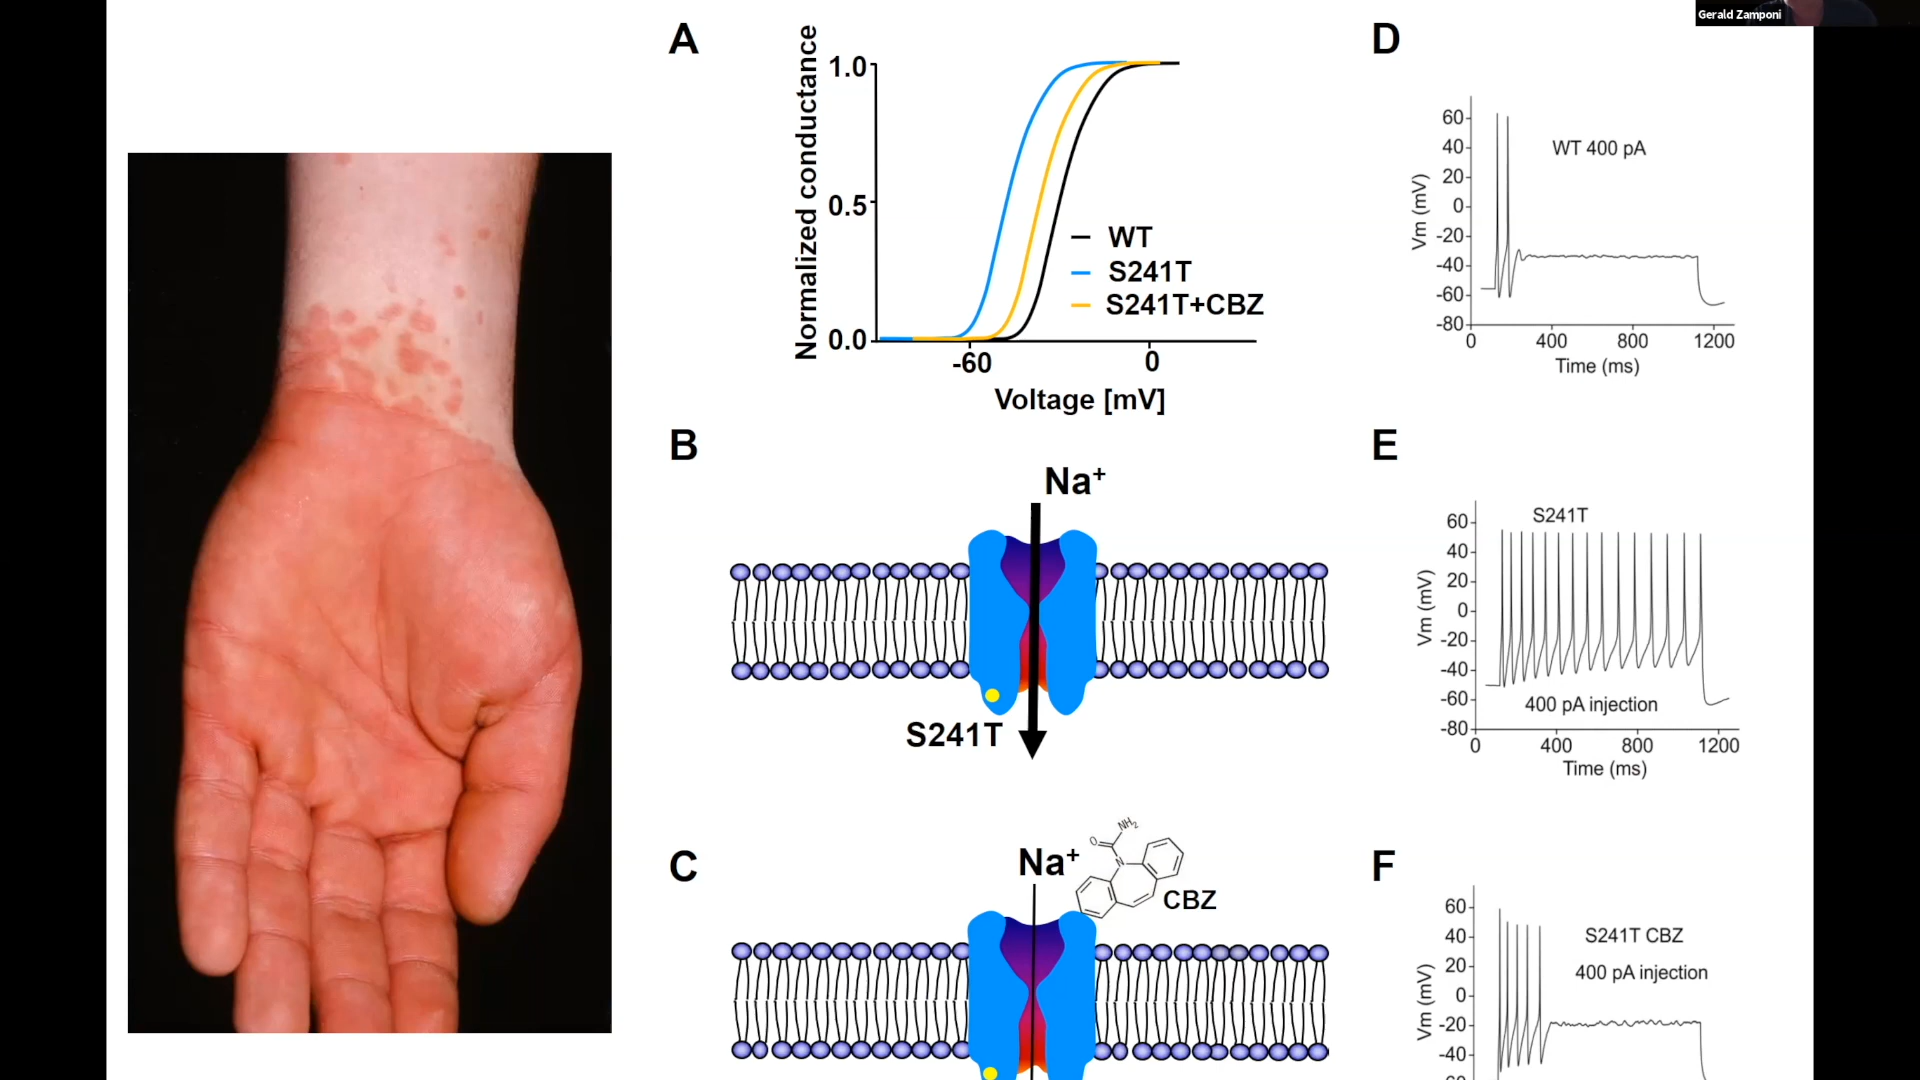 Gerald Zamponi
A
Normalized conductance
1.0
0.5
0.0
-60
0
Voltage [mV]
WT
S241T
S241T+CBZ
B
Na+
S241T
C
Na+
O
NH2
N
CBZ
D
Vm (mV)
60
40
20
0
-20
-40
-60
-80
WT 400 pA
0
400
800
1200
Time (ms)
E
Vm (mV)
60
40
20
0
-20
-40
-60
-80
S241T
400 pA injection
0
400
800
1200
Time (ms)
F
Vm (mV)
60
40
20
0
-20
-40
S241T CBZ
400 pA injection